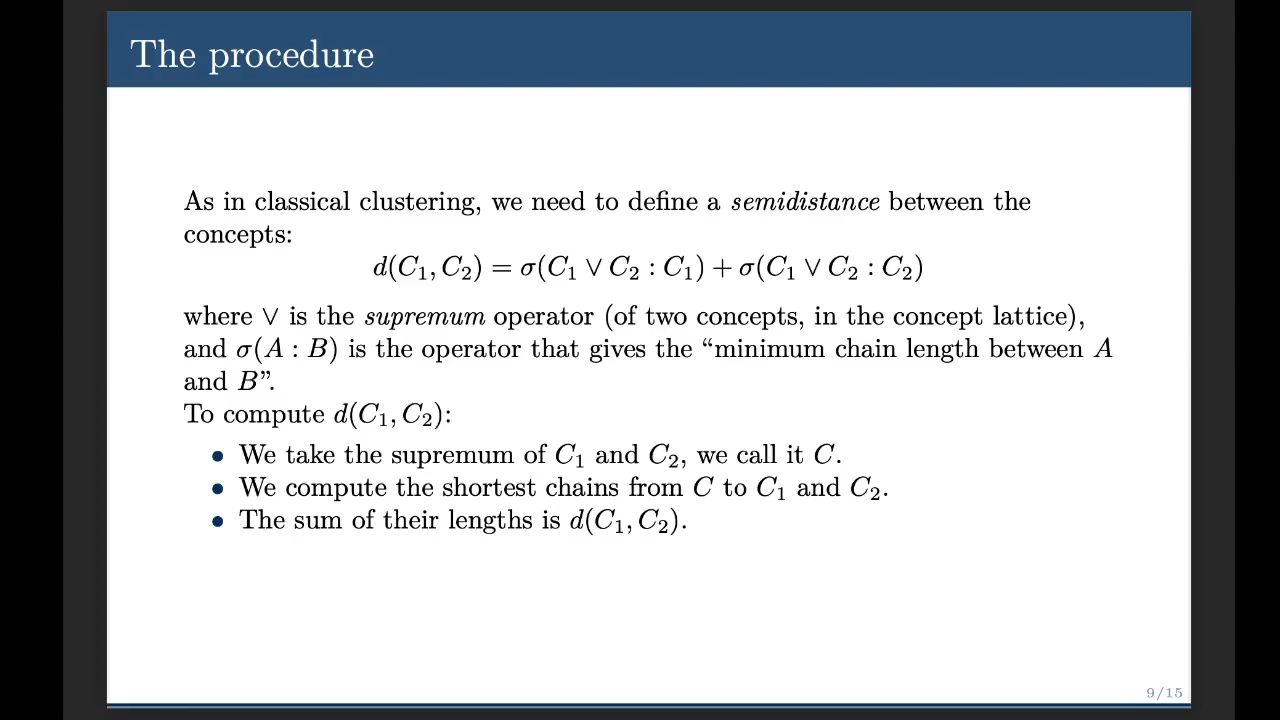 The procedure
As in classical clustering, we need to define a semidistance between the
concepts:
d(C₁, C₂) = σ(C₁ ∨ C₂ : C₁) + σ(C₁ ∨ C₂ : C₂)
where ∨ is the supremum operator (of two concepts, in the concept lattice),
and σ(A : B) is the operator that gives the “minimum chain length between A
and B”.
To compute d(C₁, C₂):
• We take the supremum of C₁ and C₂, we call it C.
• We compute the shortest chains from C to C₁ and C₂.
• The sum of their lengths is d(C₁, C₂).
9/15